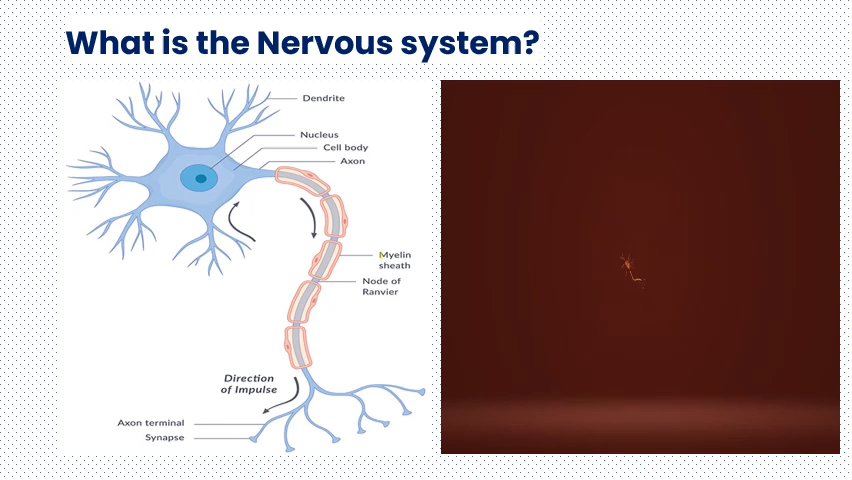 What is the Nervous system?
Dendrite
Nucleus
Cell body
Axon
Myelin
sheath
Node of
Ranvier
Direction
of Impulse
Axon terminal
Synapse